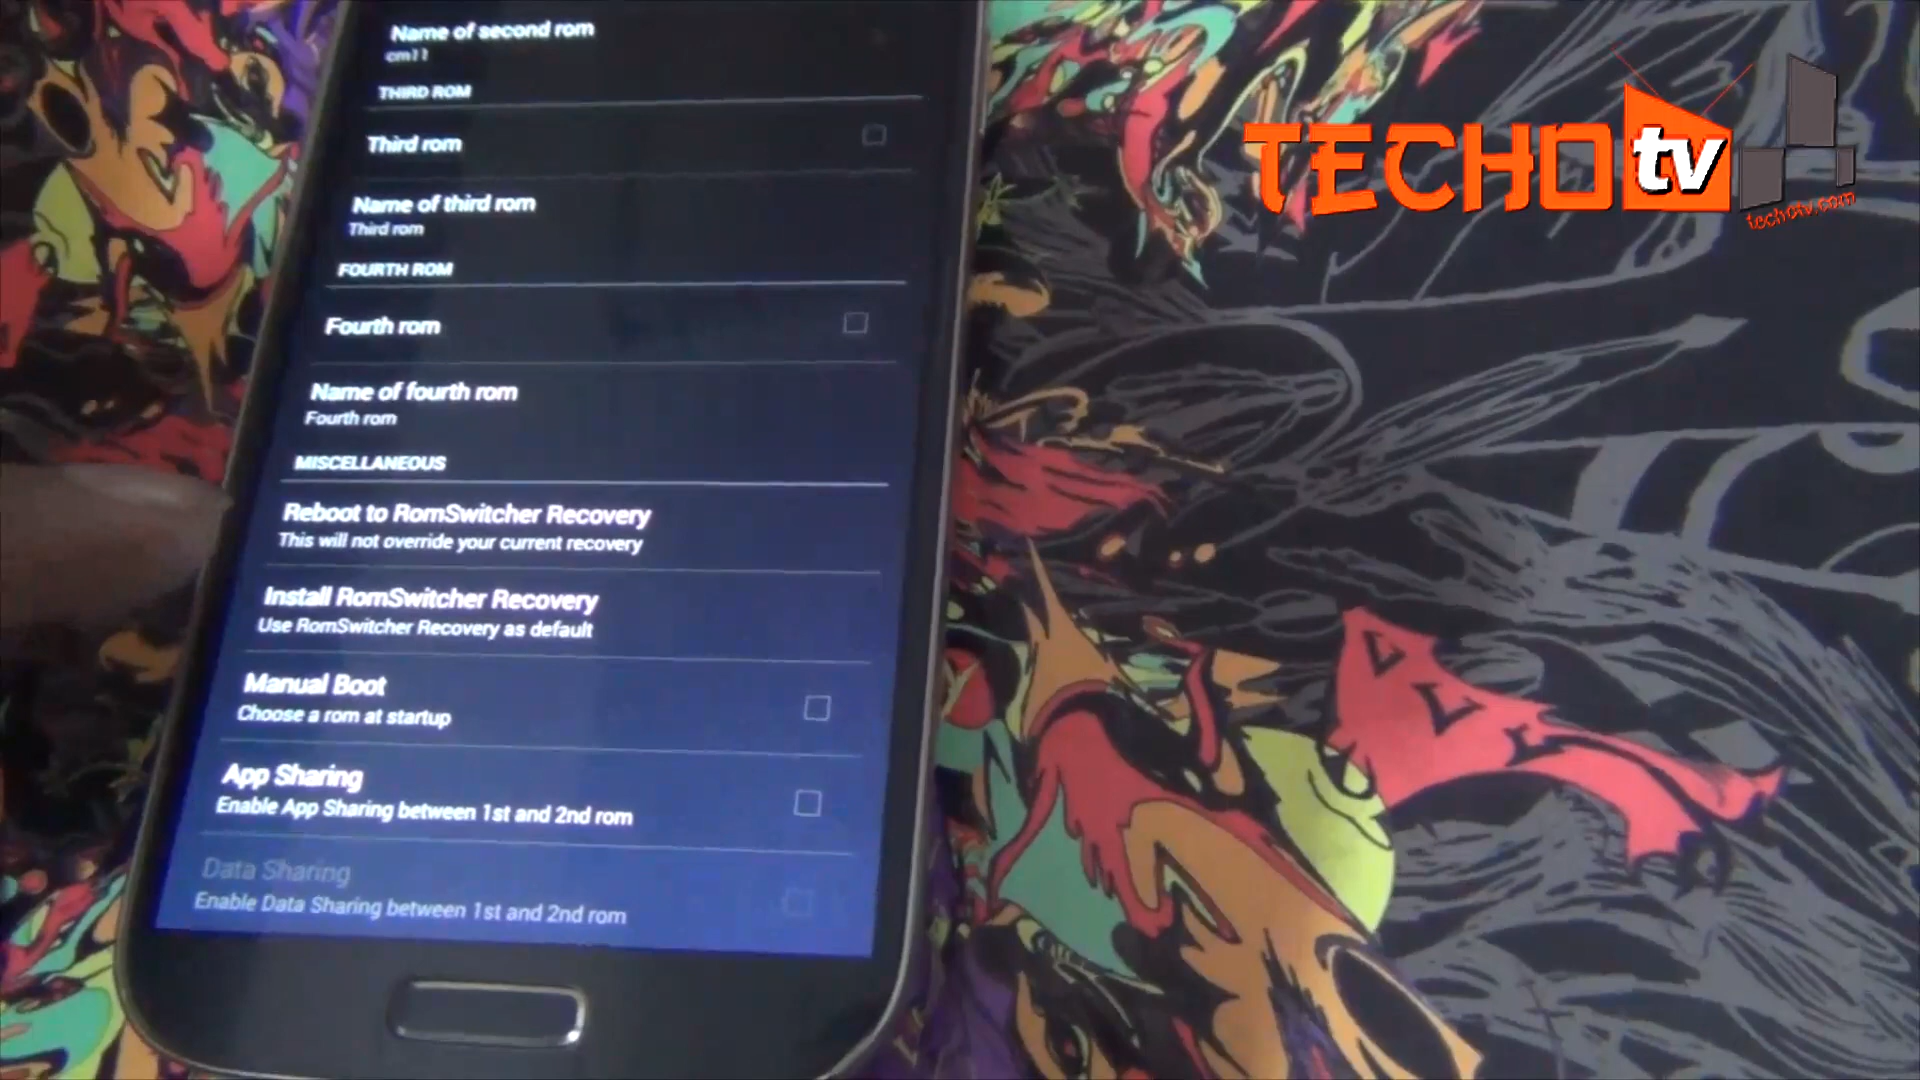 Name of second rom
cm11
THIRD ROM
Third rom
Name of third rom
Third rom
FOURTH ROM
Fourth rom
Name of fourth rom
Fourth rom
MISCELLANEOUS
Reboot to RomSwitcher Recovery
This will not override your current recovery
Install RomSwitcher Recovery
Use RomSwitcher Recovery as default
Manual Boot
Choose a rom at startup
App Sharing
Enable App Sharing between 1st and 2nd rom
Data Sharing
Enable Data Sharing between 1st and 2nd rom
TECHO tv
techotv.com